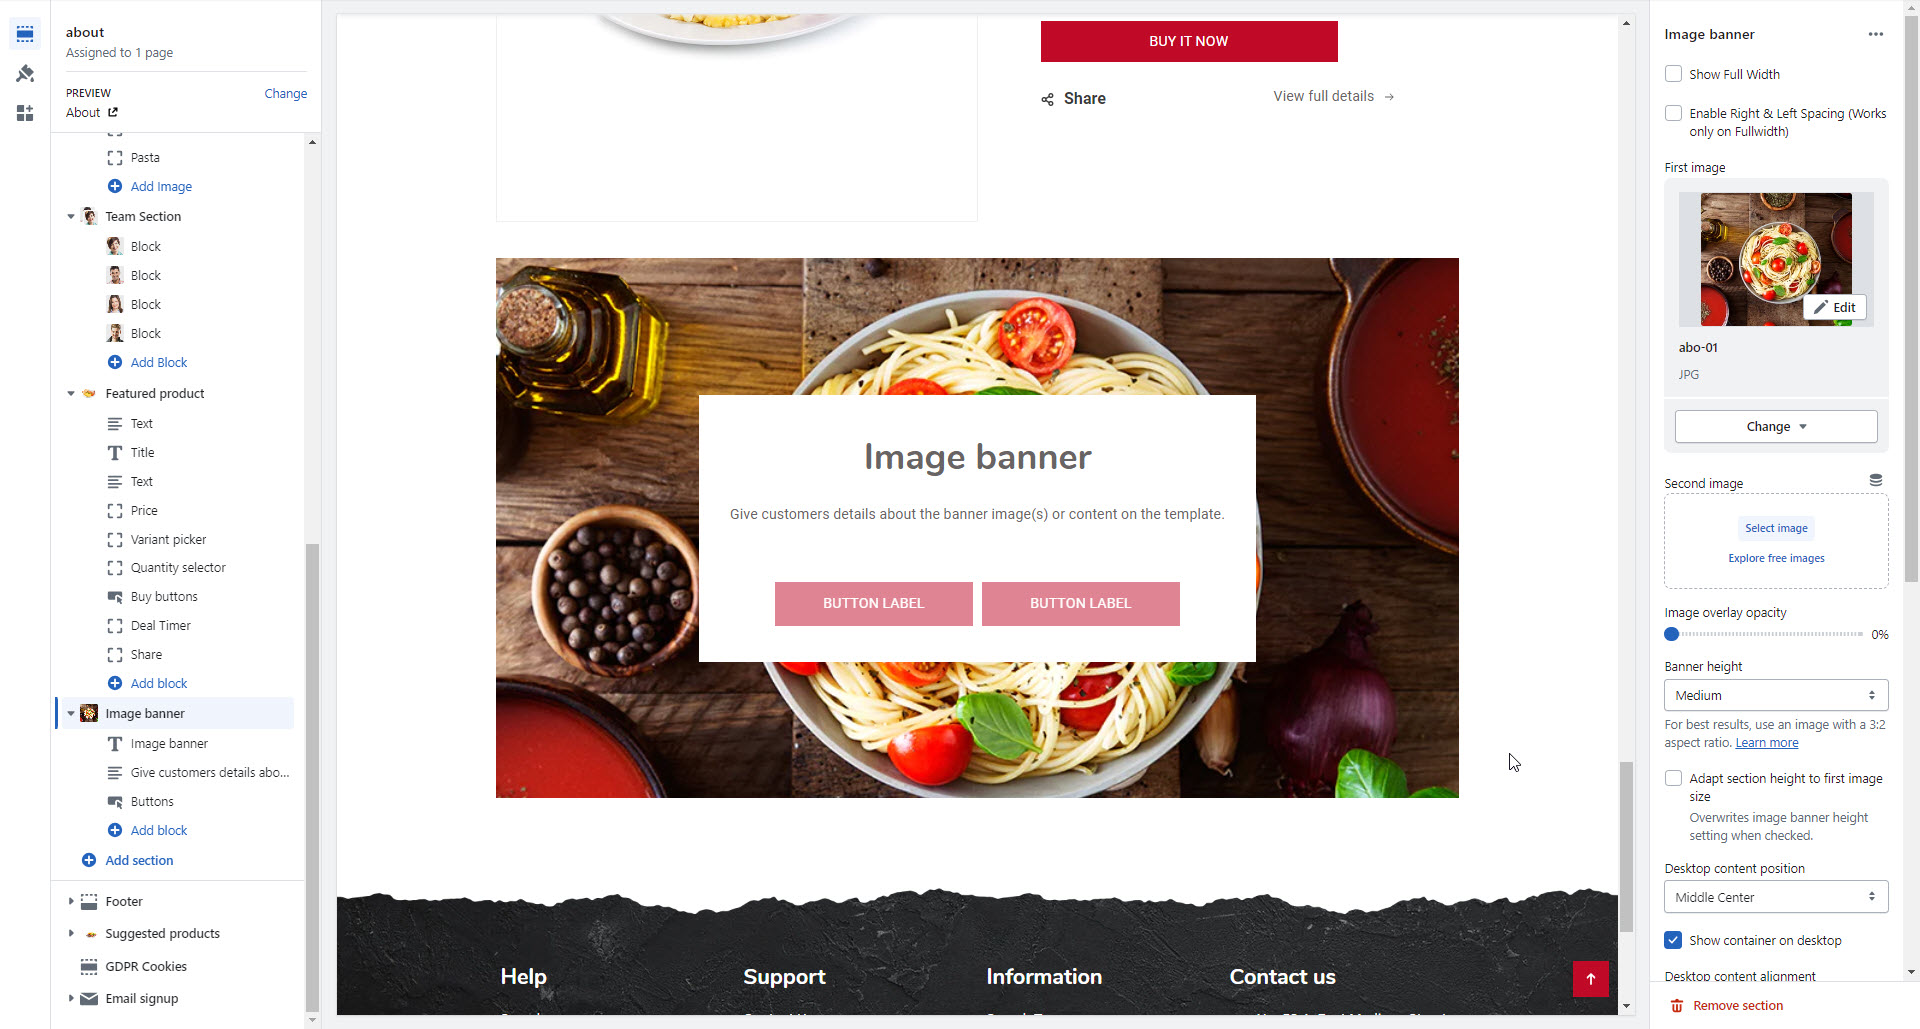 about
Assigned to 1 page
PREVIEW
Change
About
Pasta
Add Image
Team Section
Block
Block
Block
Block
Add Block
Featured product
Text
Title
Text
Price
Variant picker
Quantity selector
Buy buttons
Deal Timer
Share
Add block
Image banner
Image banner
Give customers details abo...
Buttons
Add block
Add section
Footer
Suggested products
GDPR Cookies
Email signup
BUY IT NOW
Share
View full details
Image banner
Give customers details about the banner image(s) or content on the template.
BUTTON LABEL
BUTTON LABEL
Help
Support
Information
Contact us
Image banner
Show Full Width
Enable Right & Left Spacing (Works
only on Fullwidth)
First image
Edit
abo-01
JPG
Change
Second image
Select image
Explore free images
Image overlay opacity
0%
Banner height
Medium
For best results, use an image with a 3:2
aspect ratio. Learn more
Adapt section height to first image
size
Overwrites image banner height
setting when checked.
Desktop content position
Middle Center
Show container on desktop
Desktop content alignment
Remove section